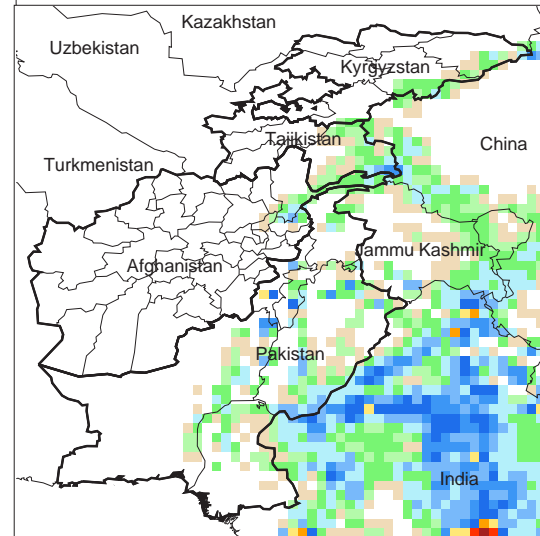 Kazakhstan
Uzbekistan
Kyrgyzstan
Tajikistan
China
Turkmenistan
Jammu Kashmir
Afghanistan
Pakistan
India